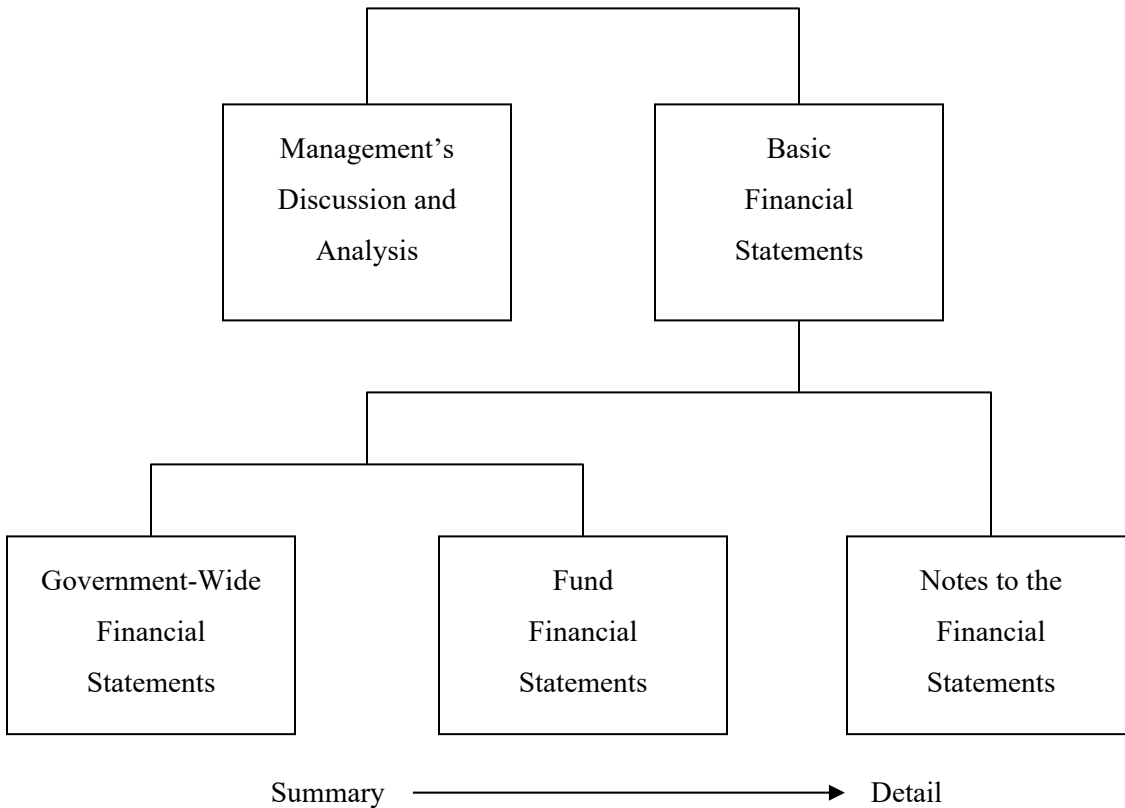 Management’s
Discussion and
Analysis
Basic
Financial
Statements
Government-Wide
Financial
Statements
Fund
Financial
Statements
Notes to the
Financial
Statements
Summary
Detail